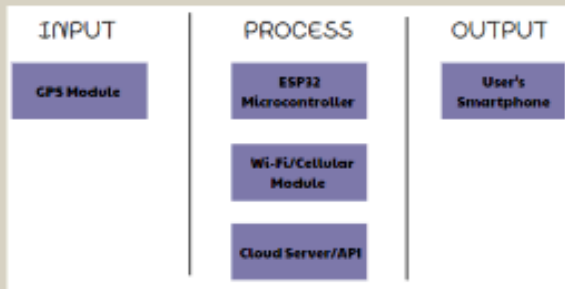 INPUT
PROCESS
OUTPUT
GPS Module
ESP32
Microcontroller
User's
Smartphone
Wi-Fi/Cellular
Module
Cloud Server/API